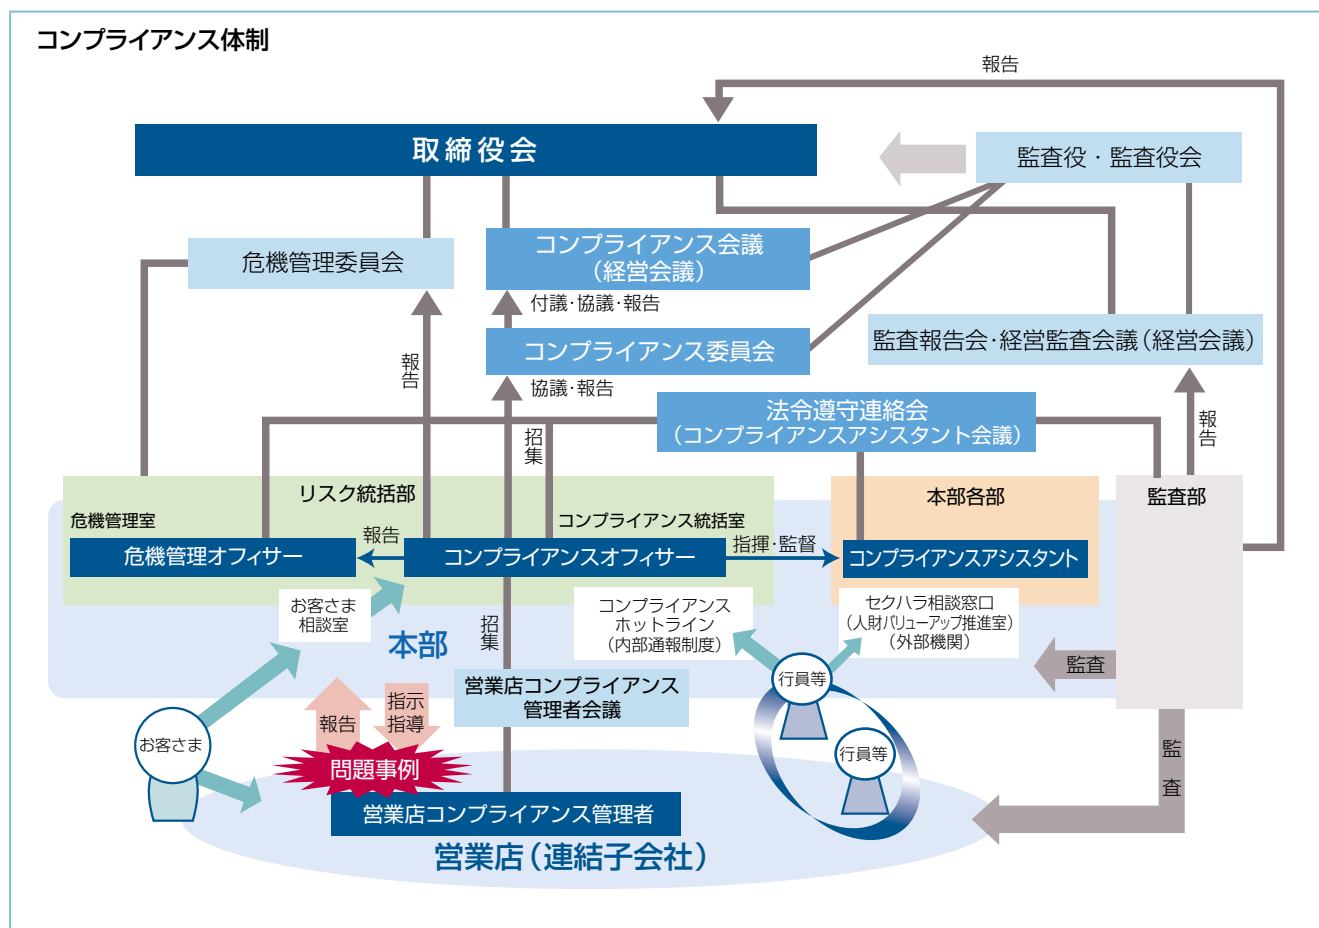 コンプライアンス体制
報告
取締役会
監査役・監査役会
危機管理委員会
コンプライアンス会議
（経営会議）
付議・協議・報告
コンプライアンス委員会
監査報告会・経営監査会議（経営会議）
報告
協議・報告
法令遵守連絡会
（コンプライアンスアシスタント会議）
招集
報告
リスク統括部
本部各部
監査部
危機管理室
コンプライアンス統括室
危機管理オフィサー
報告
コンプライアンスオフィサー
指揮・監督
コンプライアンスアシスタント
お客さま
相談室
コンプライアンス
ホットライン
（内部通報制度）
セクハラ相談窓口
（人財バリューアップ推進室）
（外部機関）
招集
本部
監査
行員等
営業店コンプライアンス
管理者会議
報告
指示
指導
お客さま
行員等
監査
問題事例
営業店コンプライアンス管理者
営業店（連結子会社）